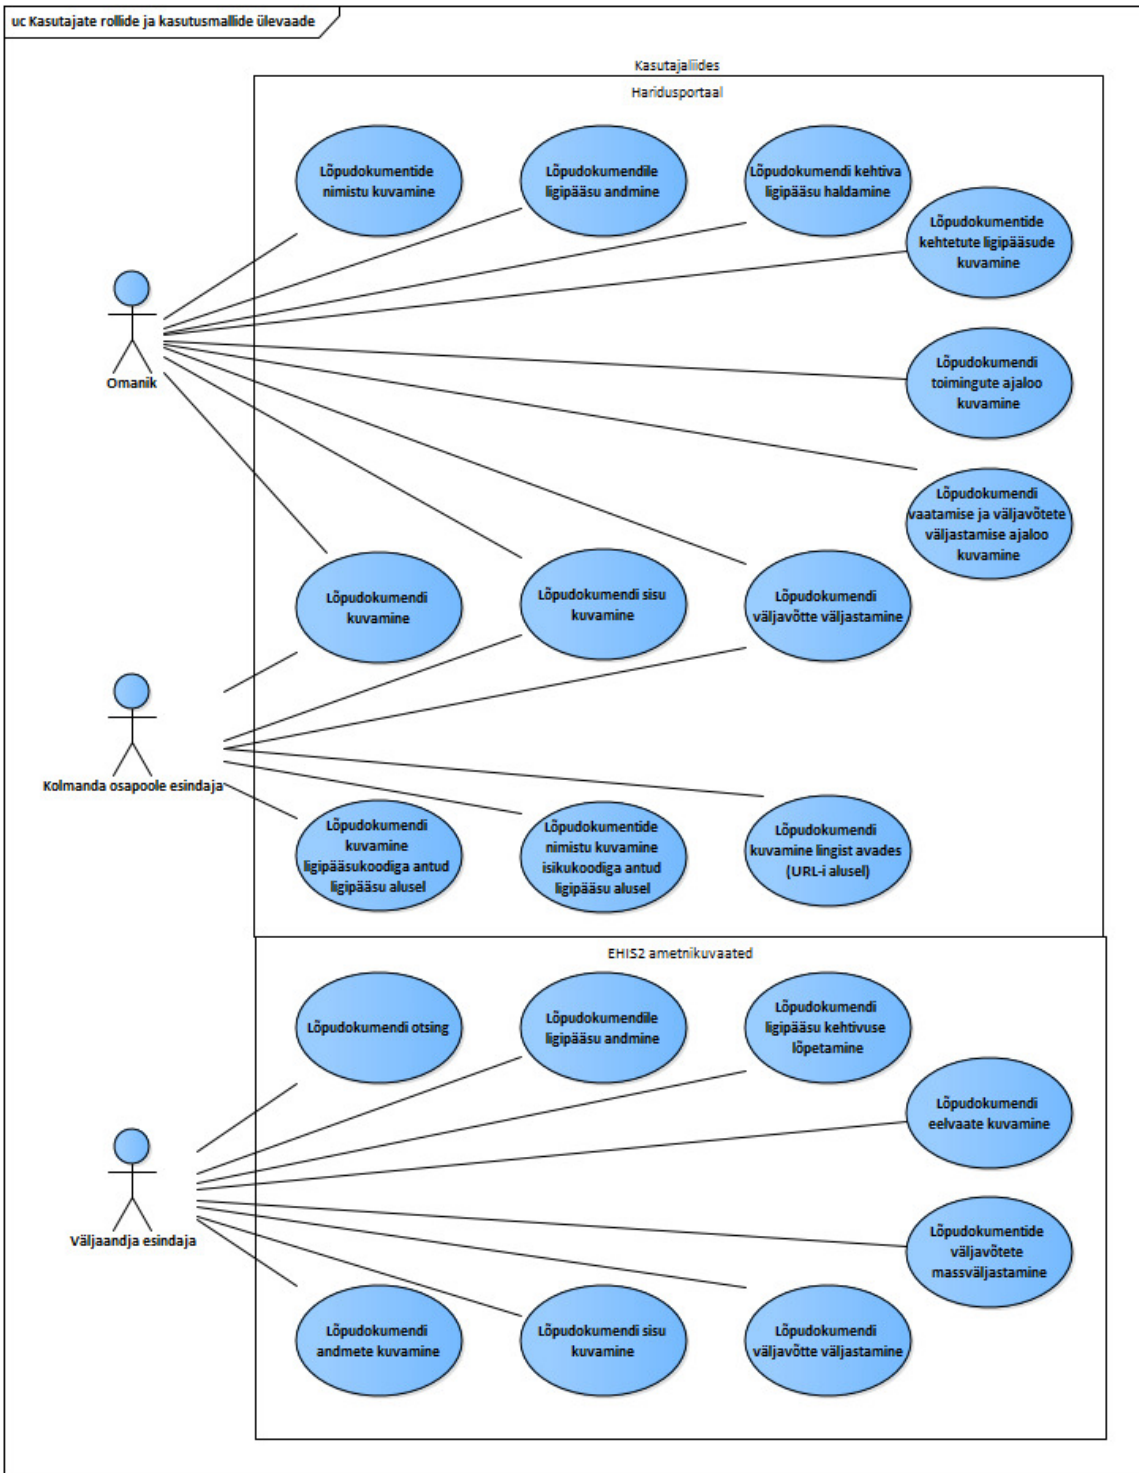 uc Kasutajate rollide ja kasutusmallide ülevaade
Kasutajaliides
Haridusportaal
Lõpudokumentide
nimistu kuvamine
Lõpudokumendile
ligipääsu andmine
Lõpudokumendi kehtiva
ligipääsu haldamine
Lõpudokumentide
kehtetute ligipääsude
kuvamine
Omanik
Lõpudokumendi
toimingute ajaloo
kuvamine
Lõpudokumendi
vaatamise ja väljavõtete
väljastamise ajaloo
kuvamine
Lõpudokumendi
kuvamine
Lõpudokumendi sisu
kuvamine
Lõpudokumendi
väljavõtte väljastamine
Kolmanda osapoole esindaja
Lõpudokumendi
kuvamine
ligipääsukoodiga antud
ligipääsu alusel
Lõpudokumentide
nimistu kuvamine
isikukoodiga antud
ligipääsu alusel
Lõpudokumendi
kuvamine lingist avades
(URL-i alusel)
EHIS2 ametnikuvaated
Lõpudokumendi otsing
Lõpudokumendile
ligipääsu andmine
Lõpudokumendi
ligipääsu kehtivuse
lõpetamine
Lõpudokumendi
eelvaate kuvamine
Väljaandja esindaja
Lõpudokumentide
väljavõtete
massväljastamine
Lõpudokumendi
andmete kuvamine
Lõpudokumendi sisu
kuvamine
Lõpudokumendi
väljavõtte väljastamine